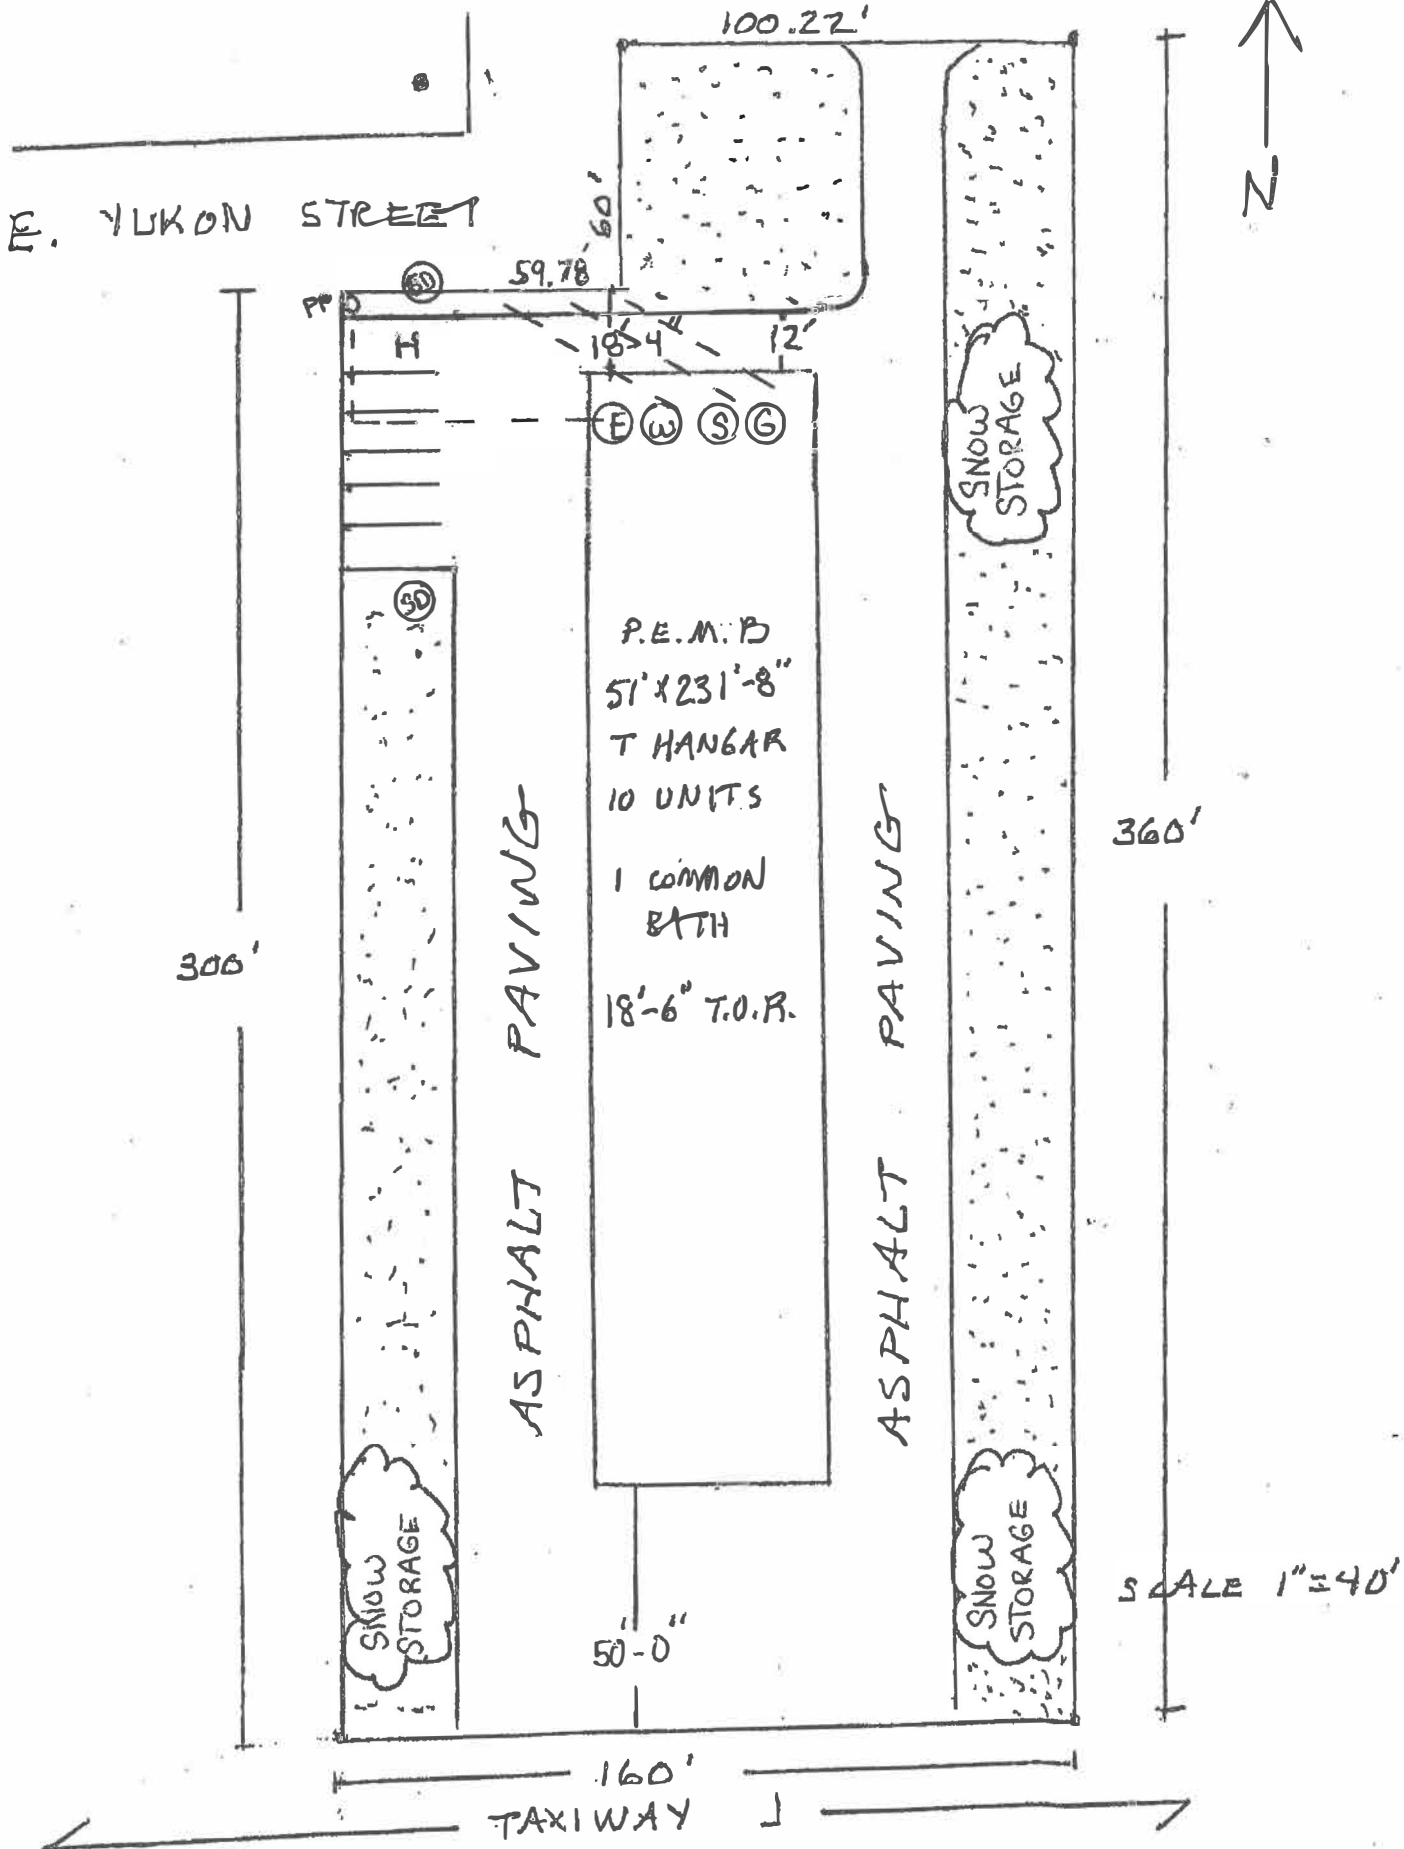 100.22'
N
E. YUKON STREET
60'
SD
59.78'
PP
H
18'-4"
12'
E W S G
SNOW
STORAGE
SD
P.E.M.B
51' X 231'-8"
T HANGAR
10 UNITS
1 COMMON
BATH
18'-6" T.O.R.
ASPHALT PAVING
ASPHALT PAVING
300'
360'
SNOW
STORAGE
SNOW
STORAGE
SCALE 1"=40'
50'-0"
160'
TAXIWAY J